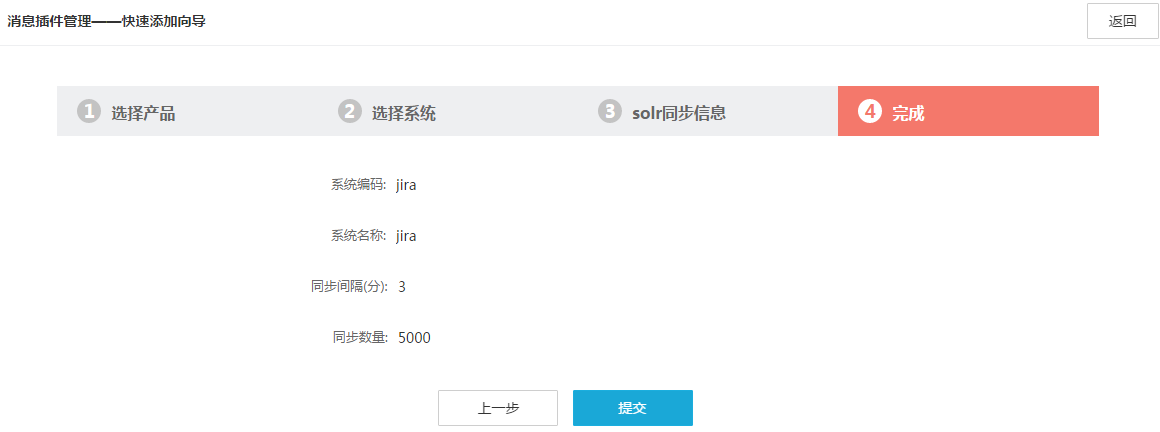 消息插件管理——快速添加向导
返回
1 选择产品 2 选择系统 3 solr同步信息 4 完成
系统编码: jira
系统名称: jira
同步间隔(分): 3
同步数量: 5000
上一步 提交